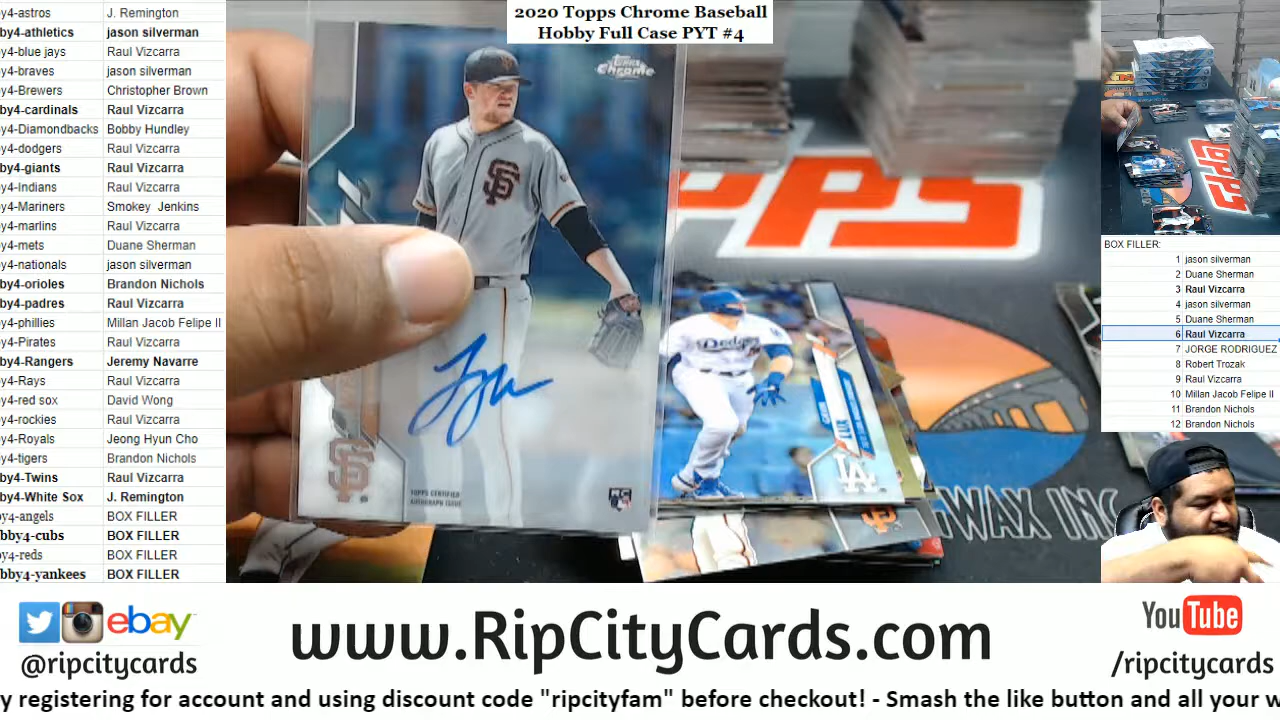 2020 Topps Chrome Baseball
Hobby Full Case PYT #4
y4-astros J. Remington
by4-athletics jason silverman
y4-blue jays Raul Vizcarra
y4-braves jason silverman
y4-Brewers Christopher Brown
by4-cardinals Raul Vizcarra
y4-Diamondbacks Bobby Hundley
y4-dodgers Raul Vizcarra
by4-giants Raul Vizcarra
y4-Indians Raul Vizcarra
y4-Mariners Smokey Jenkins
y4-marlins Raul Vizcarra
y4-mets Duane Sherman
y4-nationals jason silverman
by4-orioles Brandon Nichols
by4-padres Raul Vizcarra
y4-phillies Millan Jacob Felipe II
y4-Pirates Raul Vizcarra
by4-Rangers Jeremy Navarre
y4-Rays Raul Vizcarra
y4-red sox David Wong
y4-rockies Raul Vizcarra
y4-Royals Jeong Hyun Cho
y4-tigers Brandon Nichols
by4-Twins Raul Vizcarra
by4-White Sox J. Remington
y4-angels BOX FILLER
bby4-cubs BOX FILLER
y4-reds BOX FILLER
bby4-yankees BOX FILLER
Topps
Chrome
SF
TOPPS CERTIFIED
AUTOGRAPH ISSUE
RC
SF
PPS
Dodgers
LUX
LA
WAX INC
TOPPS
BOX FILLER:
1 jason silverman
2 Duane Sherman
3 Raul Vizcarra
4 jason silverman
5 Duane Sherman
6 Raul Vizcarra
7 JORGE RODRIGUEZ
8 Robert Trozak
9 Raul Vizcarra
10 Millan Jacob Felipe II
11 Brandon Nichols
12 Brandon Nichols
ebay
@ripcitycards
www.RipCityCards.com
YouTube
/ripcitycards
y registering for account and using discount code "ripcityfam" before checkout! - Smash the like button and all your w